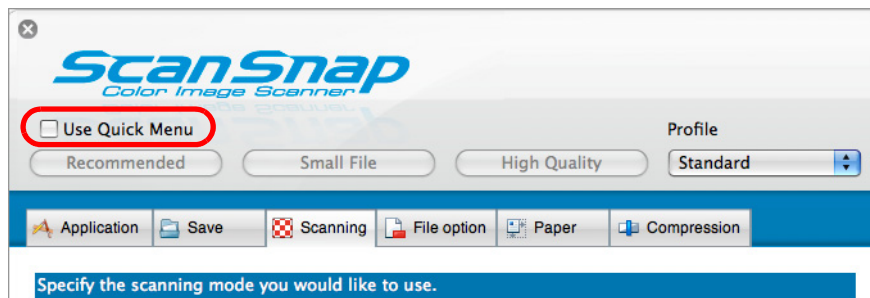 ScanSnap
Color Image Scanner
Use Quick Menu
Profile
Recommended Small File High Quality Standard
Application Save Scanning File option Paper Compression
Specify the scanning mode you would like to use.